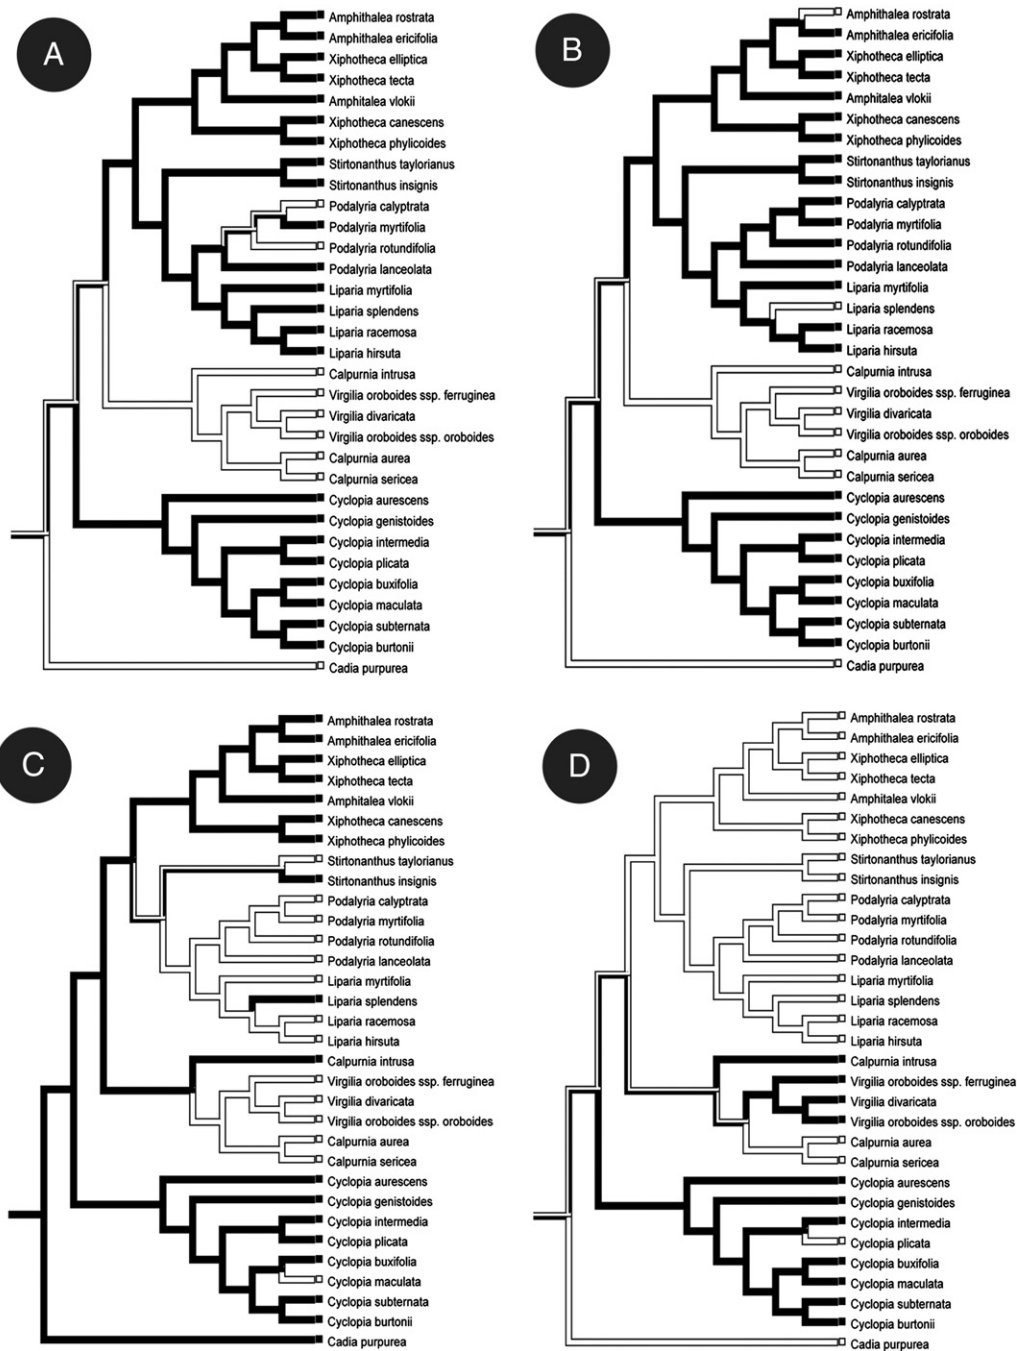 A
Amphithalea rostrata
Amphithalea ericifolia
Xiphotheca elliptica
Xiphotheca tecta
Amphitalea vlokii
Xiphotheca canescens
Xiphotheca phylicoides
Stirtonanthus taylorianus
Stirtonanthus insignis
Podalyria calyptrata
Podalyria myrtifolia
Podalyria rotundifolia
Podalyria lanceolata
Liparia myrtifolia
Liparia splendens
Liparia racemosa
Liparia hirsuta
Calpurnia intrusa
Virgilia oroboides ssp. ferruginea
Virgilia divaricata
Virgilia oroboides ssp. oroboides
Calpurnia aurea
Calpurnia sericea
Cyclopia aurescens
Cyclopia genistoides
Cyclopia intermedia
Cyclopia plicata
Cyclopia buxifolia
Cyclopia maculata
Cyclopia subternata
Cyclopia burtonii
Cadia purpurea
B
Amphithalea rostrata
Amphithalea ericifolia
Xiphotheca elliptica
Xiphotheca tecta
Amphitalea vlokii
Xiphotheca canescens
Xiphotheca phylicoides
Stirtonanthus taylorianus
Stirtonanthus insignis
Podalyria calyptrata
Podalyria myrtifolia
Podalyria rotundifolia
Podalyria lanceolata
Liparia myrtifolia
Liparia splendens
Liparia racemosa
Liparia hirsuta
Calpurnia intrusa
Virgilia oroboides ssp. ferruginea
Virgilia divaricata
Virgilia oroboides ssp. oroboides
Calpurnia aurea
Calpurnia sericea
Cyclopia aurescens
Cyclopia genistoides
Cyclopia intermedia
Cyclopia plicata
Cyclopia buxifolia
Cyclopia maculata
Cyclopia subternata
Cyclopia burtonii
Cadia purpurea
C
Amphithalea rostrata
Amphithalea ericifolia
Xiphotheca elliptica
Xiphotheca tecta
Amphitalea vlokii
Xiphotheca canescens
Xiphotheca phylicoides
Stirtonanthus taylorianus
Stirtonanthus insignis
Podalyria calyptrata
Podalyria myrtifolia
Podalyria rotundifolia
Podalyria lanceolata
Liparia myrtifolia
Liparia splendens
Liparia racemosa
Liparia hirsuta
Calpurnia intrusa
Virgilia oroboides ssp. ferruginea
Virgilia divaricata
Virgilia oroboides ssp. oroboides
Calpurnia aurea
Calpurnia sericea
Cyclopia aurescens
Cyclopia genistoides
Cyclopia intermedia
Cyclopia plicata
Cyclopia buxifolia
Cyclopia maculata
Cyclopia subternata
Cyclopia burtonii
Cadia purpurea
D
Amphithalea rostrata
Amphithalea ericifolia
Xiphotheca elliptica
Xiphotheca tecta
Amphitalea vlokii
Xiphotheca canescens
Xiphotheca phylicoides
Stirtonanthus taylorianus
Stirtonanthus insignis
Podalyria calyptrata
Podalyria myrtifolia
Podalyria rotundifolia
Podalyria lanceolata
Liparia myrtifolia
Liparia splendens
Liparia racemosa
Liparia hirsuta
Calpurnia intrusa
Virgilia oroboides ssp. ferruginea
Virgilia divaricata
Virgilia oroboides ssp. oroboides
Calpurnia aurea
Calpurnia sericea
Cyclopia aurescens
Cyclopia genistoides
Cyclopia intermedia
Cyclopia plicata
Cyclopia buxifolia
Cyclopia maculata
Cyclopia subternata
Cyclopia burtonii
Cadia purpurea